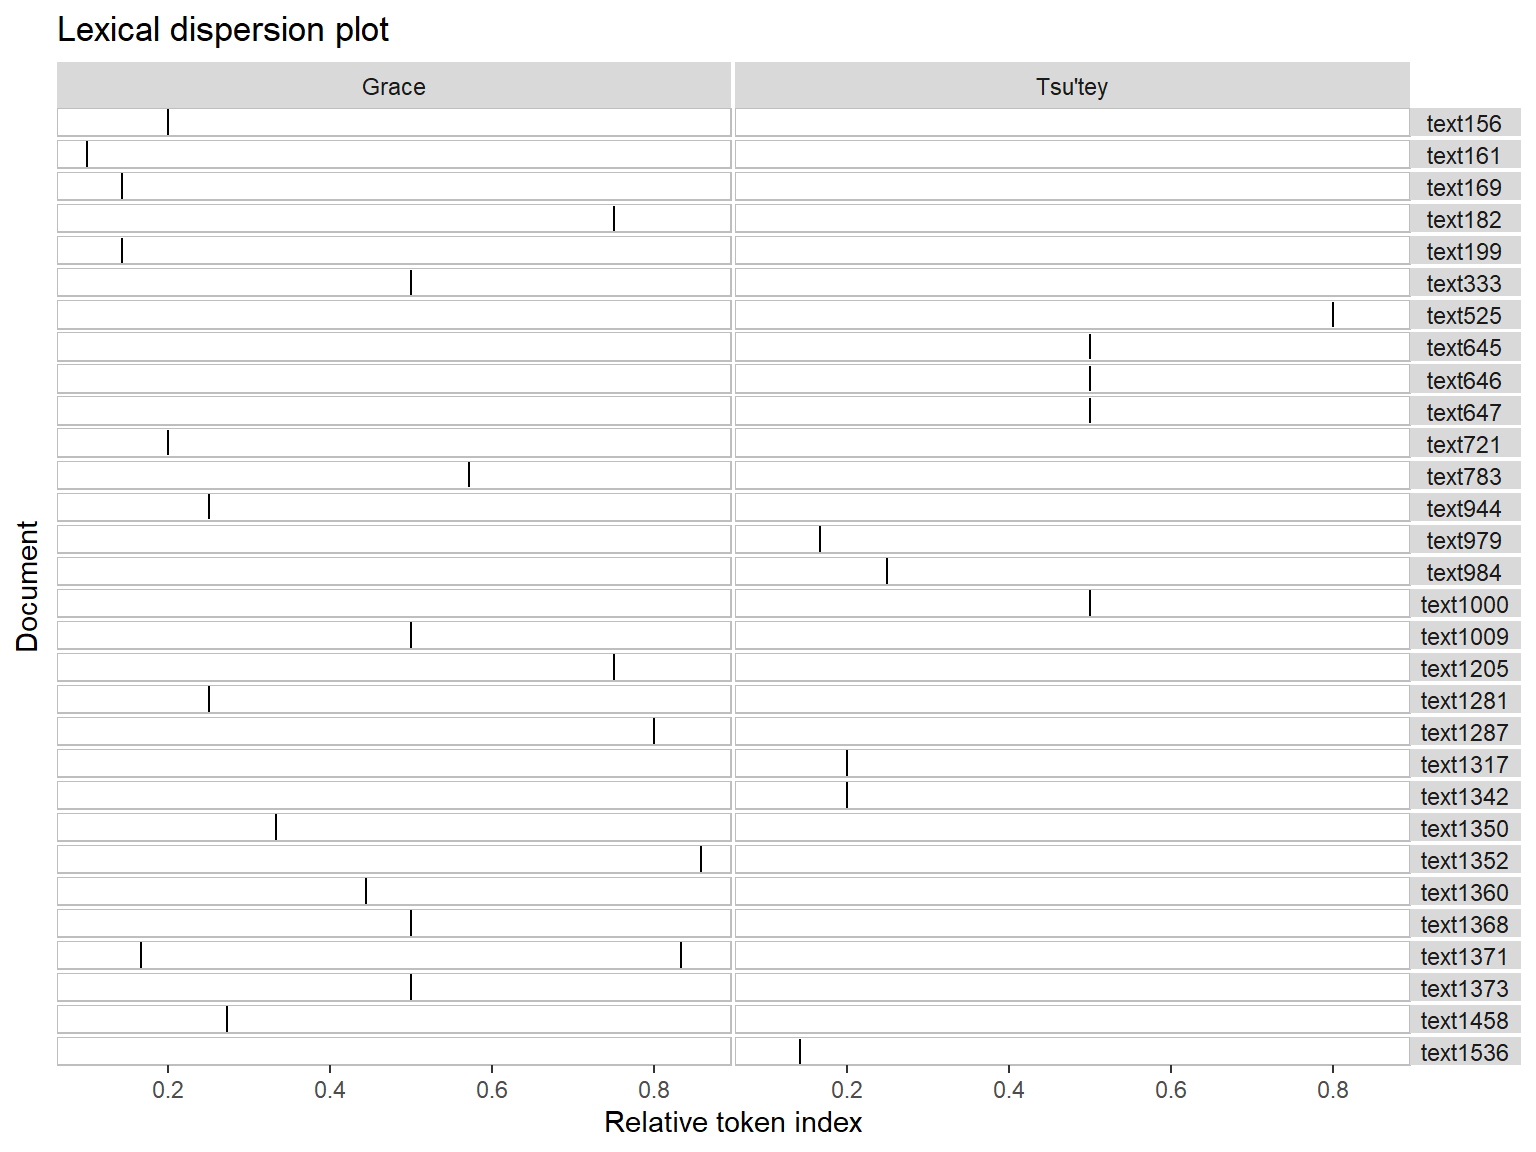 Lexical dispersion plot
Grace
Tsu'tey
text156
text161
text169
text182
text199
text333
text525
text645
text646
text647
text721
text783
text944
text979
text984
text1000
text1009
text1205
text1281
text1287
text1317
text1342
text1350
text1352
text1360
text1368
text1371
text1373
text1458
text1536
Document
0.2 0.4 0.6 0.8 0.2 0.4 0.6 0.8
Relative token index